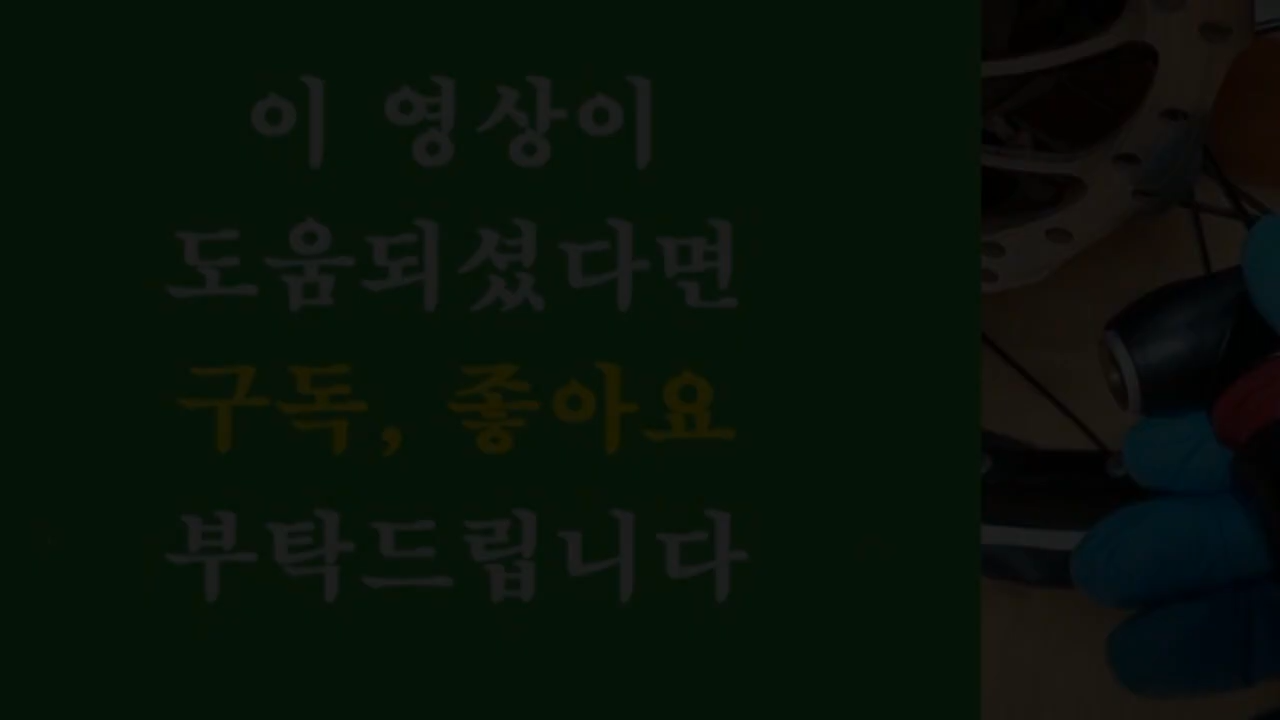 이 영상이
도움되셨다면
구독, 좋아요
부탁드립니다